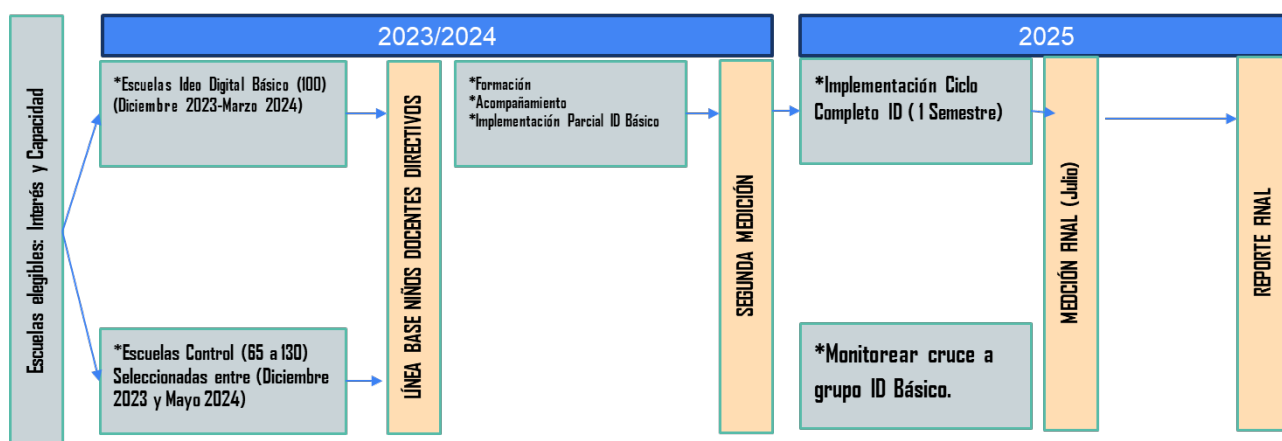 2023/2024
2025
Escuelas elegibles: Interés y Capacidad
*Escuelas Ideo Digital Básico (100)
(Diciembre 2023-Marzo 2024)
*Escuelas Control (65 a 130)
Seleccionadas entre (Diciembre
2023 y Mayo 2024)
LÍNEA BASE NIÑOS DOCENTES DIRECTIVOS
*Formación
*Acompañamiento
*Implementación Parcial ID Básico
SEGUNDA MEDICIÓN
*Implementación Ciclo
Completo ID ( 1 Semestre)
*Monitorear cruce a
grupo ID Básico.
MEDCIÓN FINAL (Julio)
REPORTE FINAL